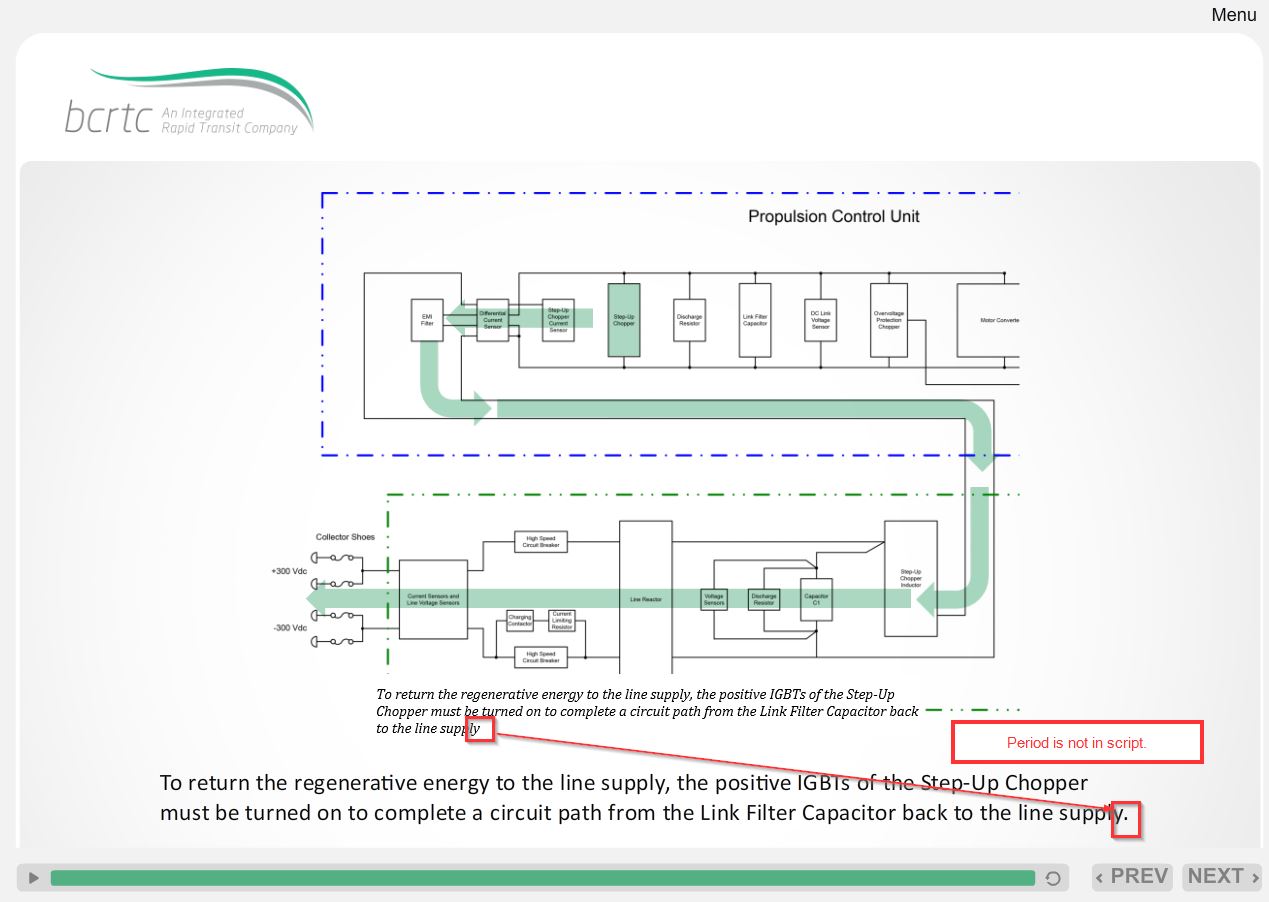 Menu
bcrtc
An Integrated
Rapid Transit Company
Propulsion Control Unit
EMI
Filter
Differential
Current
Sensor
Step-Up
Chopper
Current
Sensor
Step-Up
Chopper
Discharge
Resistor
Link Filter
Capacitor
DC Link
Voltage
Sensor
Overvoltage
Protection
Chopper
Motor Converte
Collector Shoes
+300 Vdc
-300 Vdc
Current Sensors and
Line Voltage Sensors
High Speed
Circuit Breaker
Charging
Contactor
Current
Limiting
Resistor
High Speed
Circuit Breaker
Line Reactor
Voltage
Sensors
Discharge
Resistor
Capacitor
C1
Step-Up
Chopper
Inductor
To return the regenerative energy to the line supply, the positive IGBTs of the Step-Up
Chopper must be turned on to complete a circuit path from the Link Filter Capacitor back
to the line supply
Period is not in script.
To return the regenerative energy to the line supply, the positive IGBTs of the Step-Up Chopper
must be turned on to complete a circuit path from the Link Filter Capacitor back to the line supply.
‹ PREV
NEXT ›